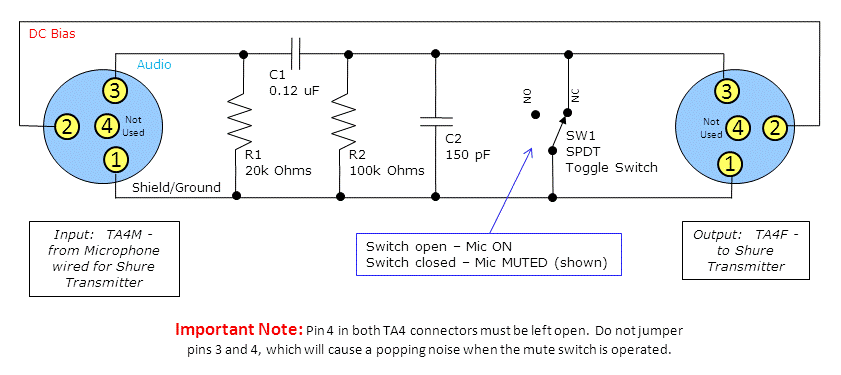 DC Bias
Audio
C1
0.12 uF
3
3
NO
NC
2
4
Not
Used
Not
Used
4
2
C2
150 pF
SW1
SPDT
Toggle Switch
R1
20k Ohms
R2
100k Ohms
1
1
Shield/Ground
Input: TA4M -
from Microphone
wired for Shure
Transmitter
Switch open – Mic ON
Switch closed – Mic MUTED (shown)
Output: TA4F -
to Shure
Transmitter
Important Note: Pin 4 in both TA4 connectors must be left open. Do not jumper
pins 3 and 4, which will cause a popping noise when the mute switch is operated.